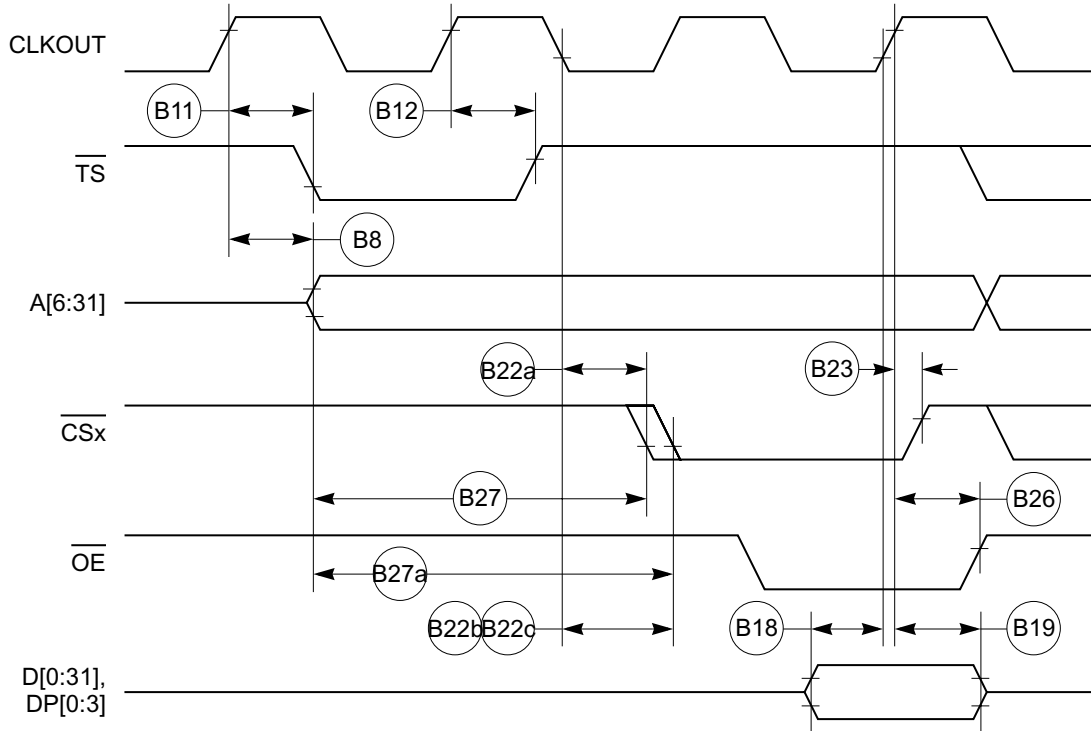 CLKOUT
B11
B12
TS
B8
A[6:31]
B22a
B23
CSx
B27
B26
OE
B27a
B22b
B22c
B18
B19
D[0:31],
DP[0:3]